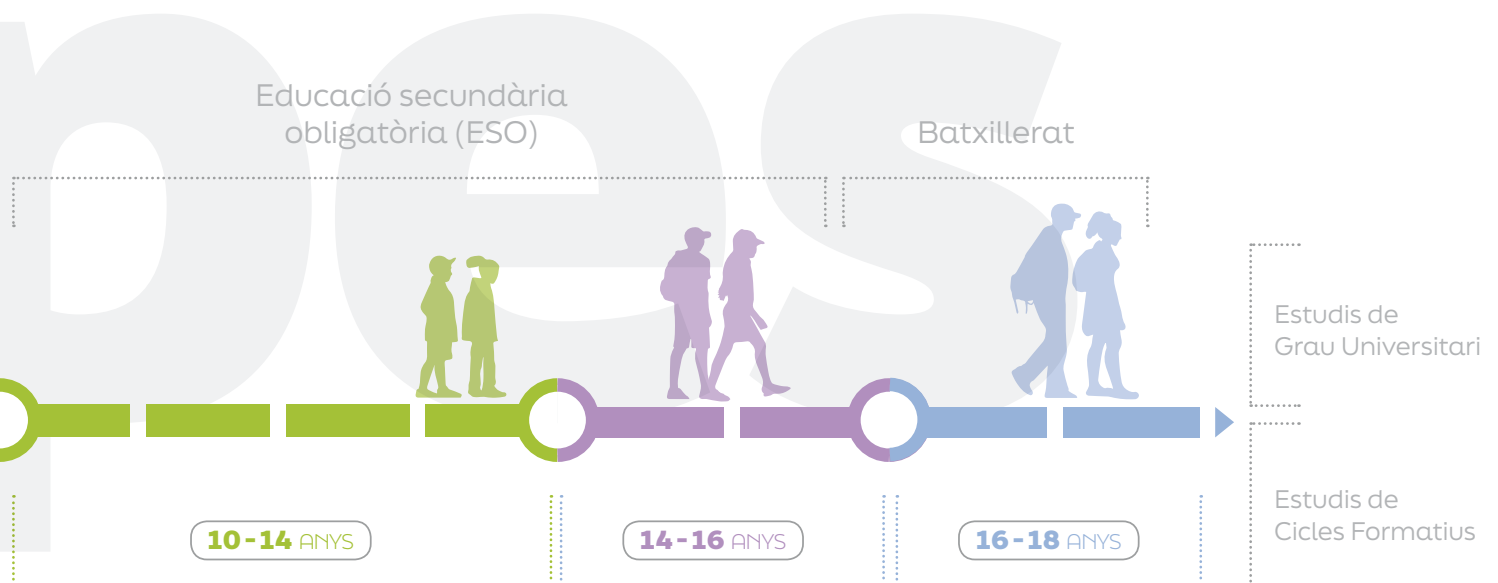 pes
Educació secundària
obligatòria (ESO)
Batxillerat
Estudis de
Grau Universitari
Estudis de
Cicles Formatius
10-14 ANYS
14-16 ANYS
16-18 ANYS